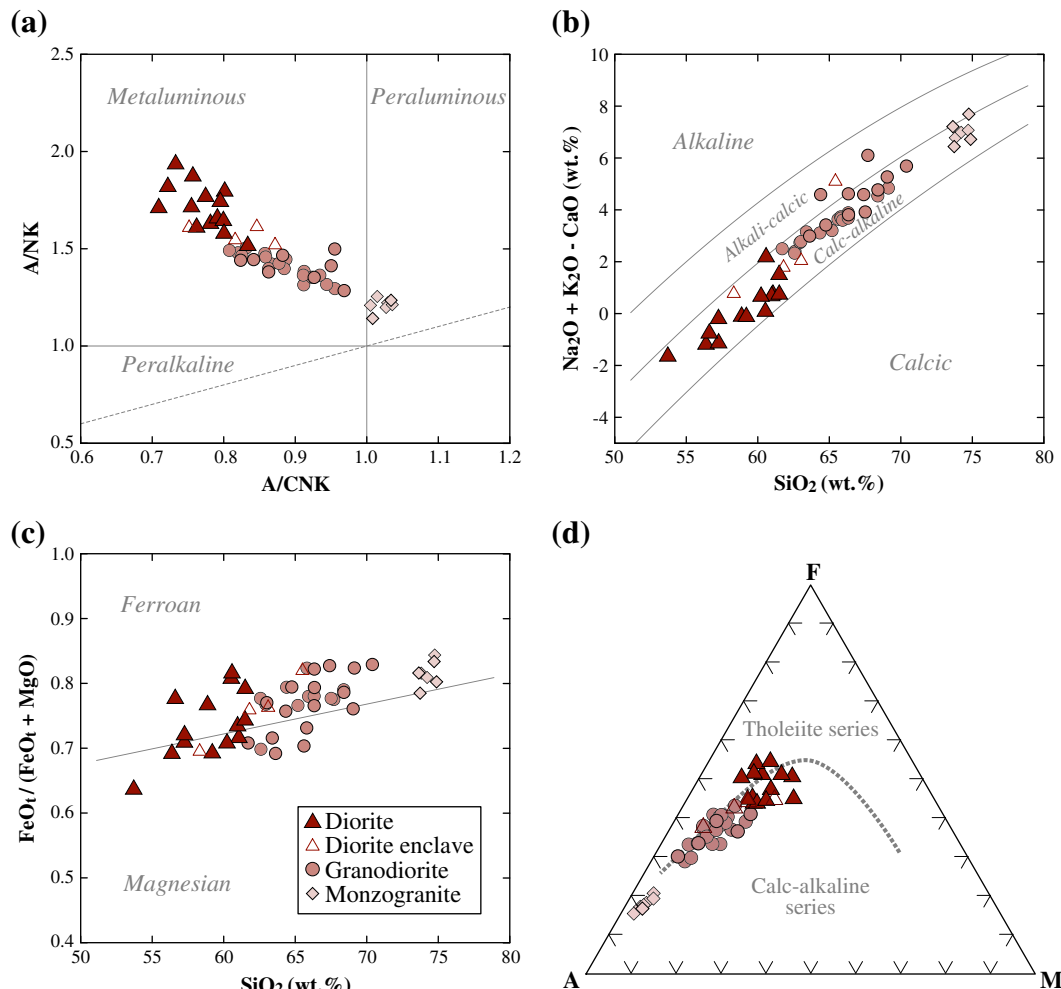 (a)
2.5
2.0
1.5
1.0
0.5
A/NK
Metaluminous
Peraluminous
Peralkaline
0.6 0.7 0.8 0.9 1.0 1.1 1.2
A/CNK
(b)
10
8
6
4
2
0
-2
-4
Na₂O + K₂O - CaO (wt.%)
Alkaline
Alkali-calcic
Calc-alkaline
Calcic
50 55 60 65 70 75 80
SiO₂ (wt.%)
(c)
1.0
0.9
0.8
0.7
0.6
0.5
0.4
FeOₜ / (FeOₜ + MgO)
Ferroan
Magnesian
Diorite
Diorite enclave
Granodiorite
Monzogranite
50 55 60 65 70 75 80
SiO₂ (wt.%)
(d)
F
Tholeiite series
Calc-alkaline
series
A
M